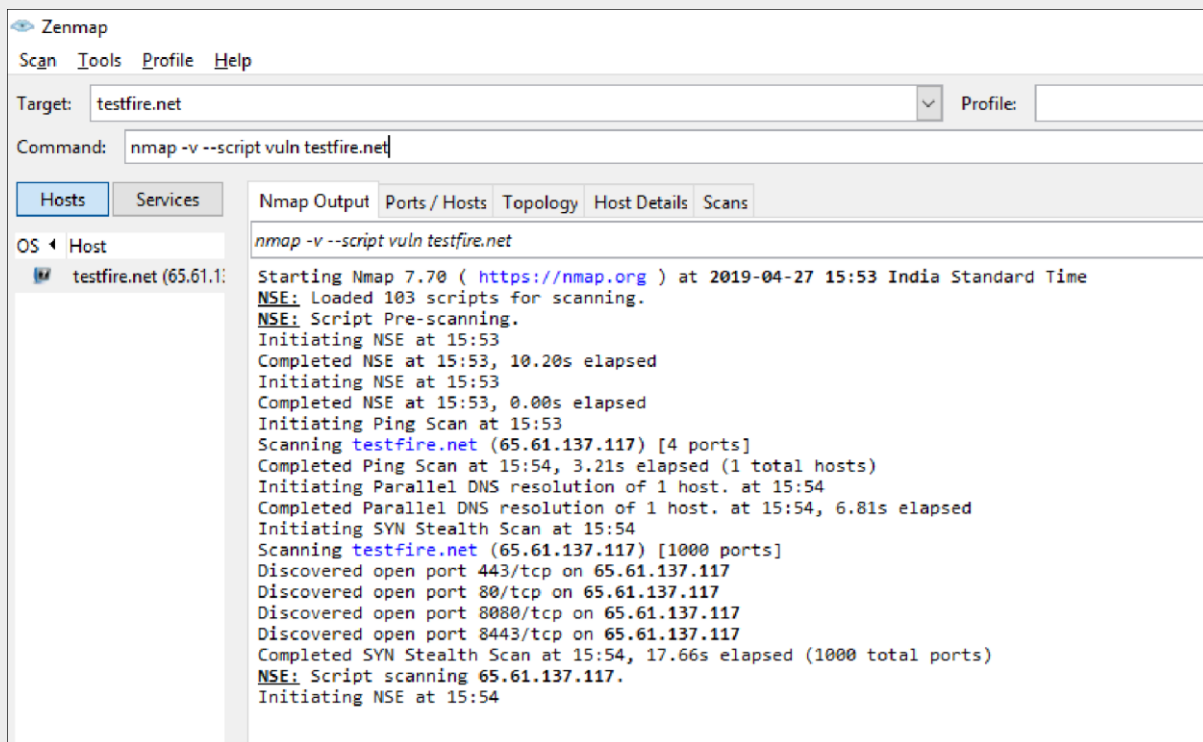 Zenmap
Scan Tools Profile Help
Target: testfire.net Profile:
Command: nmap -v --script vuln testfire.net
Hosts Services
Nmap Output Ports / Hosts Topology Host Details Scans
OS Host
nmap -v --script vuln testfire.net
testfire.net (65.61.13
Starting Nmap 7.70 ( https://nmap.org ) at 2019-04-27 15:53 India Standard Time
NSE: Loaded 103 scripts for scanning.
NSE: Script Pre-scanning.
Initiating NSE at 15:53
Completed NSE at 15:53, 10.20s elapsed
Initiating NSE at 15:53
Completed NSE at 15:53, 0.00s elapsed
Initiating Ping Scan at 15:53
Scanning testfire.net (65.61.137.117) [4 ports]
Completed Ping Scan at 15:54, 3.21s elapsed (1 total hosts)
Initiating Parallel DNS resolution of 1 host. at 15:54
Completed Parallel DNS resolution of 1 host. at 15:54, 6.81s elapsed
Initiating SYN Stealth Scan at 15:54
Scanning testfire.net (65.61.137.117) [1000 ports]
Discovered open port 443/tcp on 65.61.137.117
Discovered open port 80/tcp on 65.61.137.117
Discovered open port 8080/tcp on 65.61.137.117
Discovered open port 8443/tcp on 65.61.137.117
Completed SYN Stealth Scan at 15:54, 17.66s elapsed (1000 total ports)
NSE: Script scanning 65.61.137.117.
Initiating NSE at 15:54